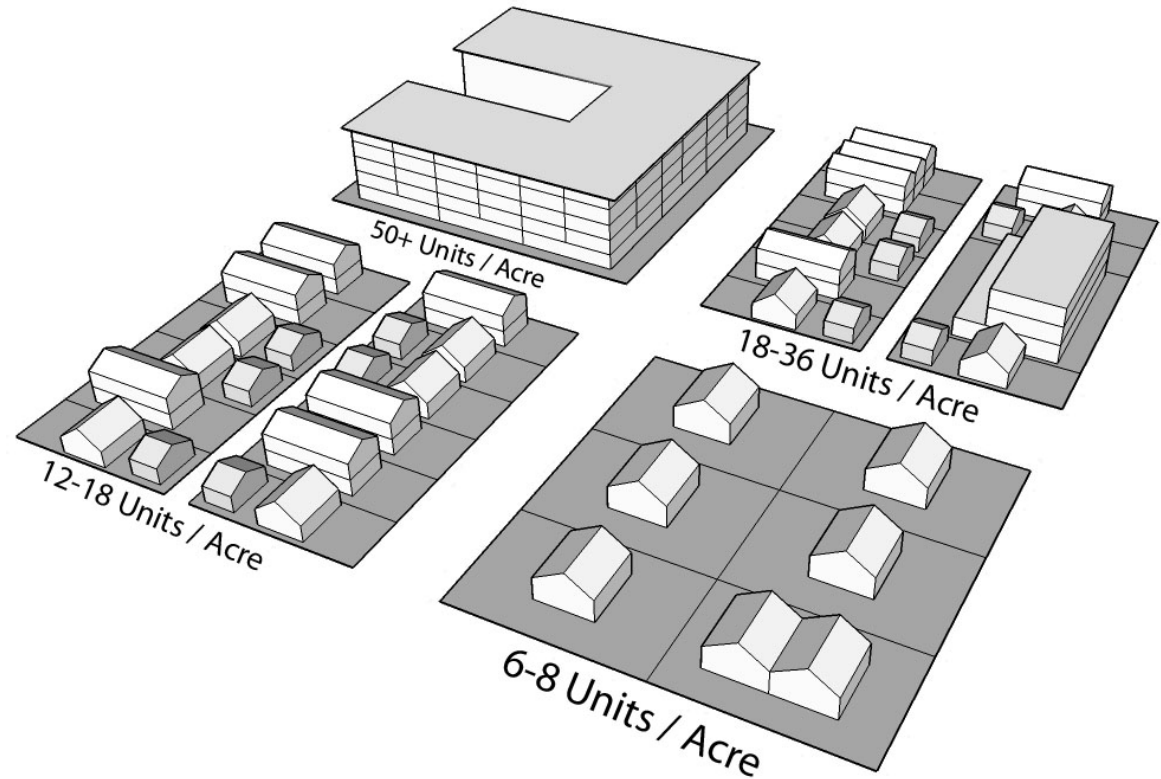 50+ Units / Acre
18-36 Units / Acre
12-18 Units / Acre
6-8 Units / Acre